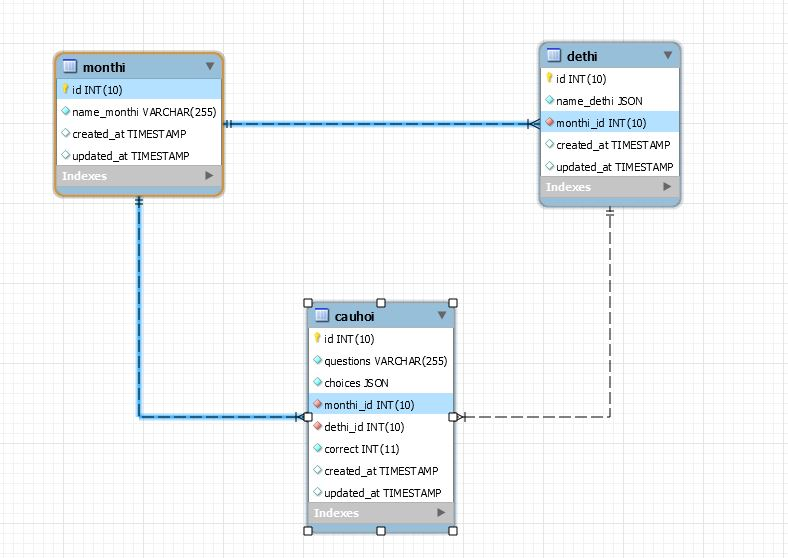 monthi
id INT(10)
name_monthi VARCHAR(255)
created_at TIMESTAMP
updated_at TIMESTAMP
Indexes
dethi
id INT(10)
name_dethi JSON
monthi_id INT(10)
created_at TIMESTAMP
updated_at TIMESTAMP
Indexes
cauhoi
id INT(10)
questions VARCHAR(255)
choices JSON
monthi_id INT(10)
dethi_id INT(10)
correct INT(11)
created_at TIMESTAMP
updated_at TIMESTAMP
Indexes